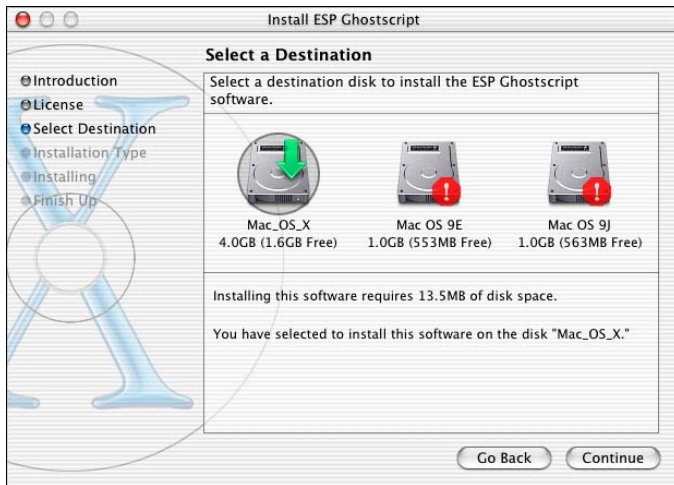 Install ESP Ghostscript
Select a Destination
Introduction
License
Select Destination
Installation Type
Installing
Finish Up
Select a destination disk to install the ESP Ghostscript
software.
Mac_OS_X
4.0GB (1.6GB Free)
Mac OS 9E
1.0GB (553MB Free)
Mac OS 9J
1.0GB (563MB Free)
Installing this software requires 13.5MB of disk space.
You have selected to install this software on the disk "Mac_OS_X."
Go Back
Continue